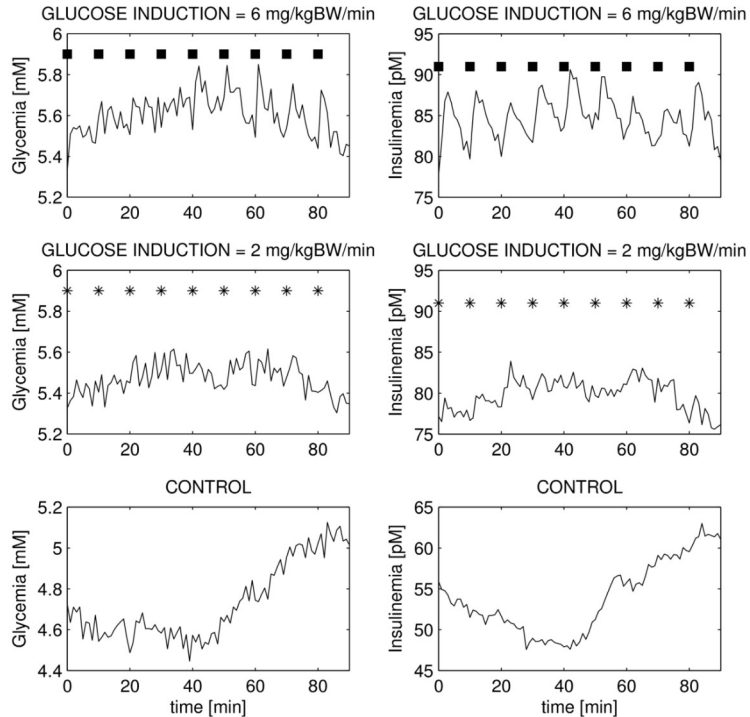 GLUCOSE INDUCTION = 6 mg/kgBW/min
6
5.8
5.6
5.4
5.2
Glycemia [mM]
0 20 40 60 80
GLUCOSE INDUCTION = 6 mg/kgBW/min
95
90
85
80
75
Insulinemia [pM]
0 20 40 60 80
GLUCOSE INDUCTION = 2 mg/kgBW/min
6
5.8
5.6
5.4
5.2
Glycemia [mM]
0 20 40 60 80
GLUCOSE INDUCTION = 2 mg/kgBW/min
95
90
85
80
75
Insulinemia [pM]
0 20 40 60 80
CONTROL
5.2
5
4.8
4.6
4.4
Glycemia [mM]
0 20 40 60 80
time [min]
CONTROL
65
60
55
50
45
Insulinemia [pM]
0 20 40 60 80
time [min]